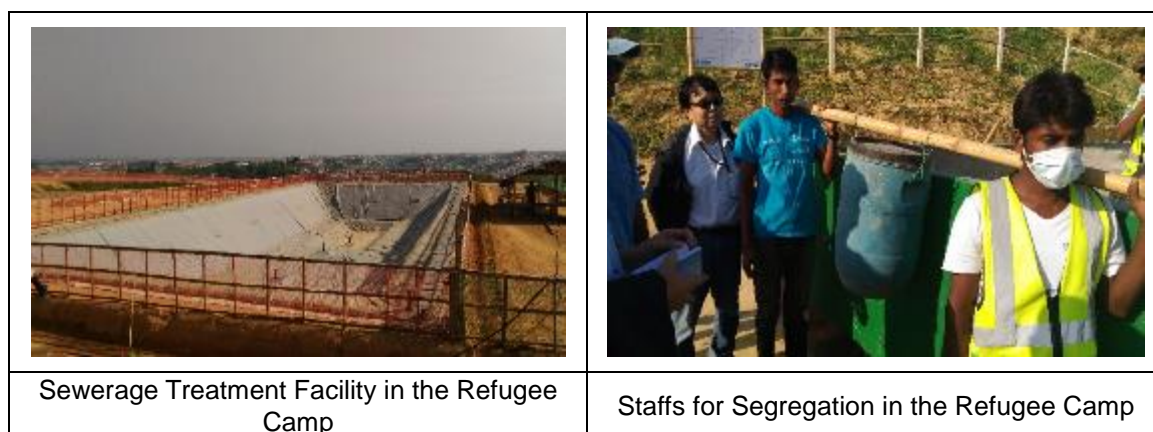 Sewerage Treatment Facility in the Refugee
Camp
Staffs for Segregation in the Refugee Camp